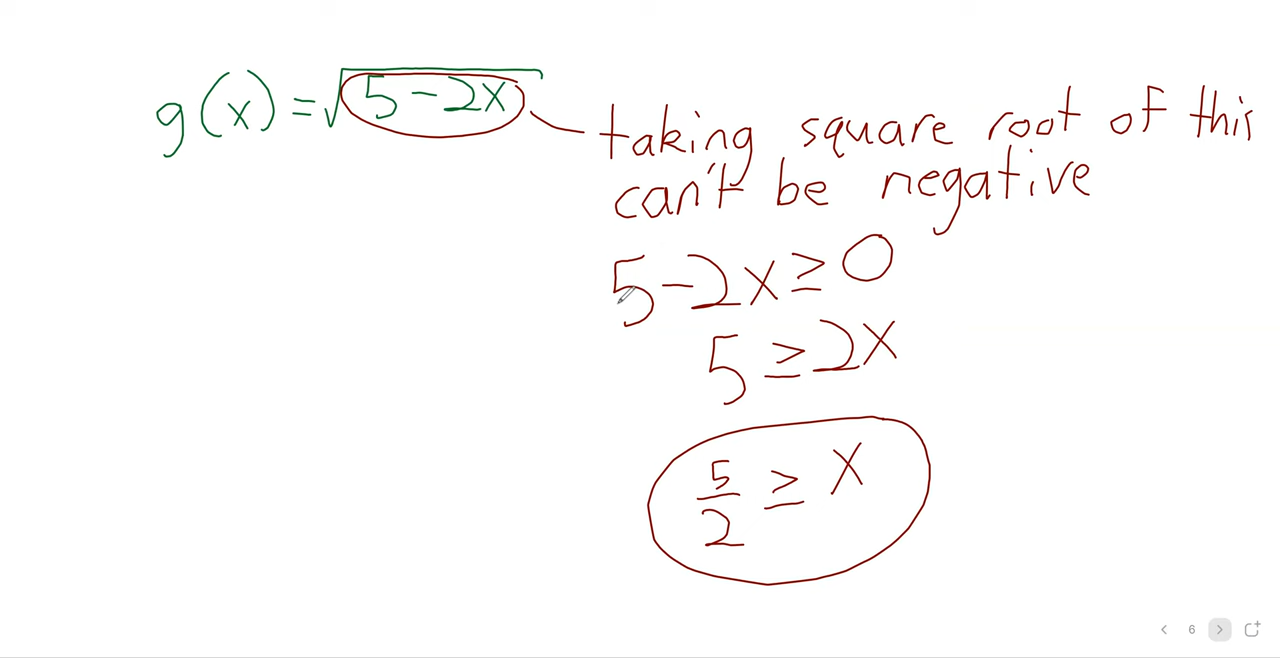 g(x) = √5-2x taking square root of this
can't be negative
5-2x ≥ 0
5 ≥ 2x
5/2 ≥ x
6